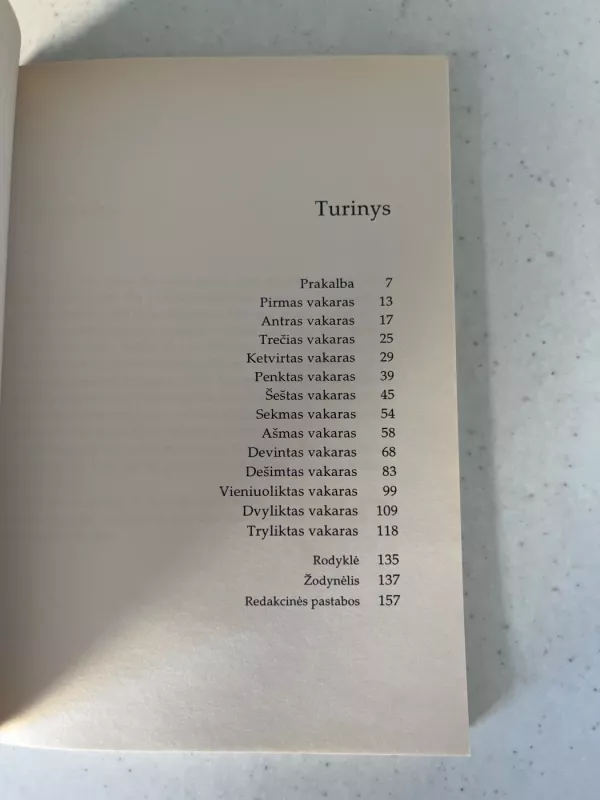 Turinys
Prakalba 7
Pirmas vakaras 13
Antras vakaras 17
Trečias vakaras 25
Ketvirtas vakaras 29
Penktas vakaras 39
Šeštas vakaras 45
Sekmas vakaras 54
Ašmas vakaras 58
Devintas vakaras 68
Dešimtas vakaras 83
Vieniuoliktas vakaras 99
Dvyliktas vakaras 109
Tryliktas vakaras 118
Rodyklė 135
Žodynėlis 137
Redakcinės pastabos 157